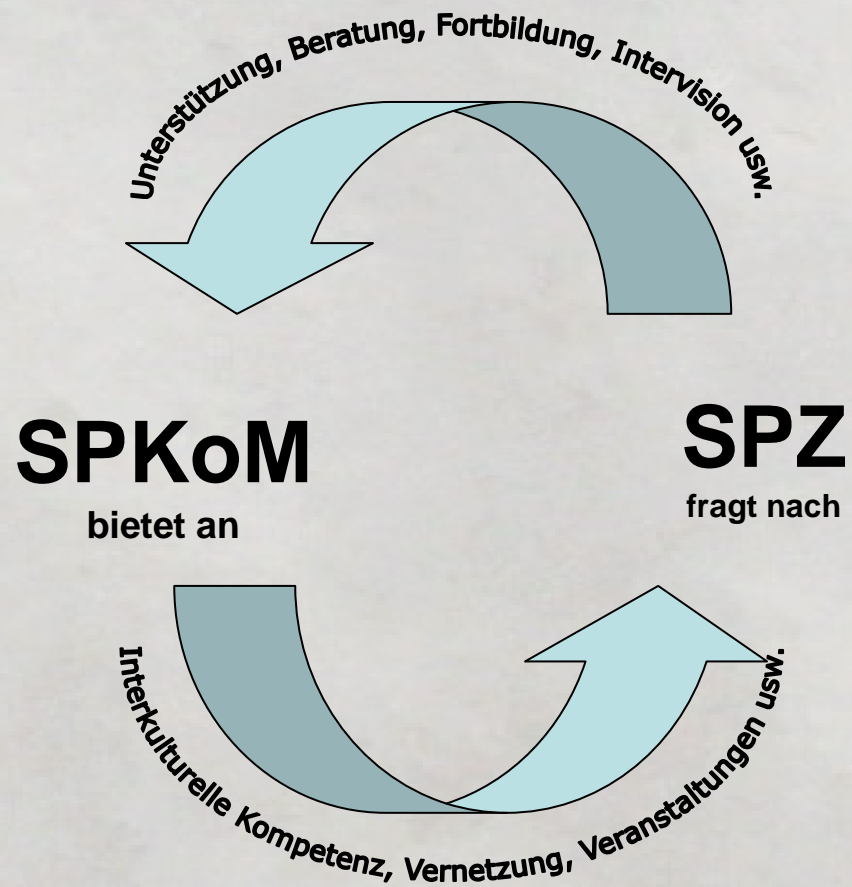 Unterstützung, Beratung, Fortbildung, Intervision usw.
SPKoM
bietet an
SPZ
fragt nach
Interkulturelle Kompetenz, Vernetzung, Veranstaltungen usw.